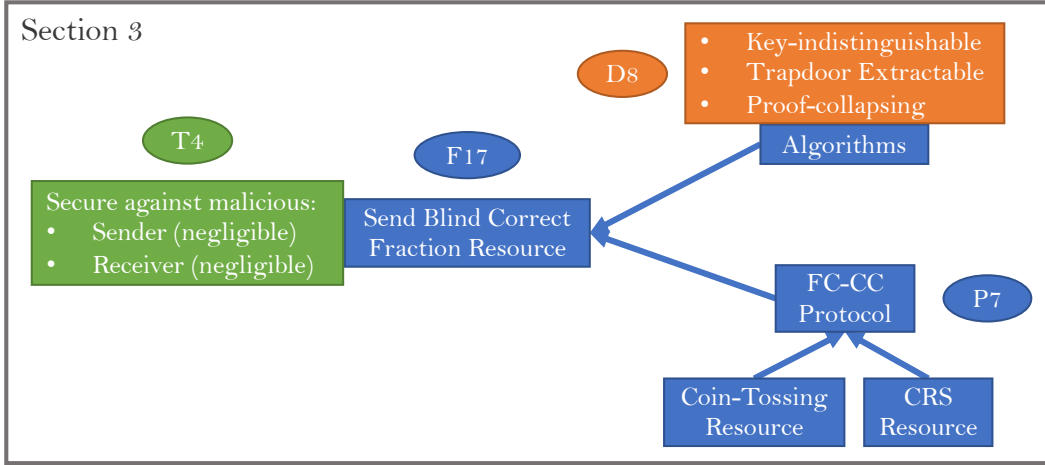 Section 3
D8
• Key-indistinguishable
• Trapdoor Extractable
• Proof-collapsing
Algorithms
T4
F17
Secure against malicious:
• Sender (negligible)
• Receiver (negligible)
Send Blind Correct
Fraction Resource
FC-CC
Protocol
P7
Coin-Tossing
Resource
CRS
Resource